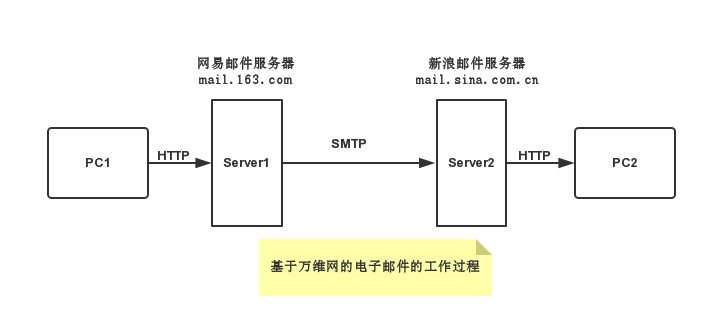 网易邮件服务器
mail.163.com
新浪邮件服务器
mail.sina.com.cn
PC1
HTTP
Server1
SMTP
Server2
HTTP
PC2
基于万维网的电子邮件的工作过程